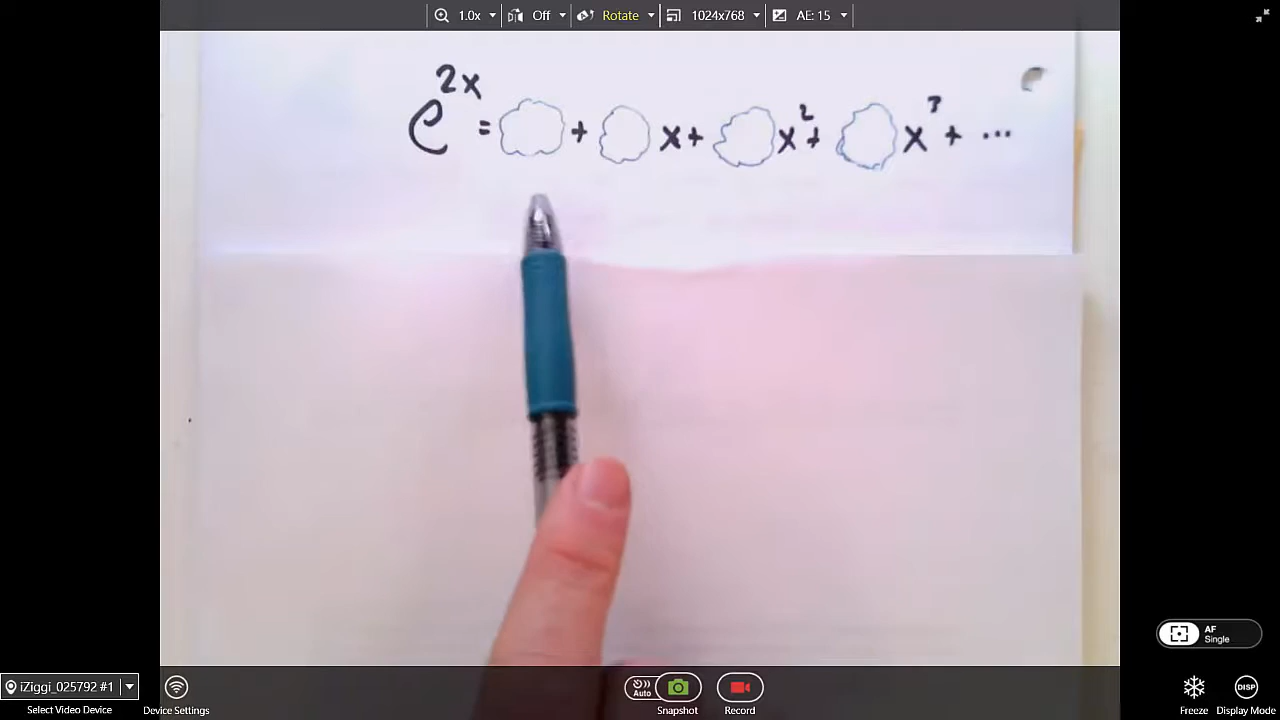 1.0x Off Rotate 1024x768 AE: 15
e^2x = + x + x^2 + x^3 + ...
AF
Single
iZiggi_025792 #1
Select Video Device
Device Settings
Auto
Snapshot
Record
Freeze
DISP
Display Mode